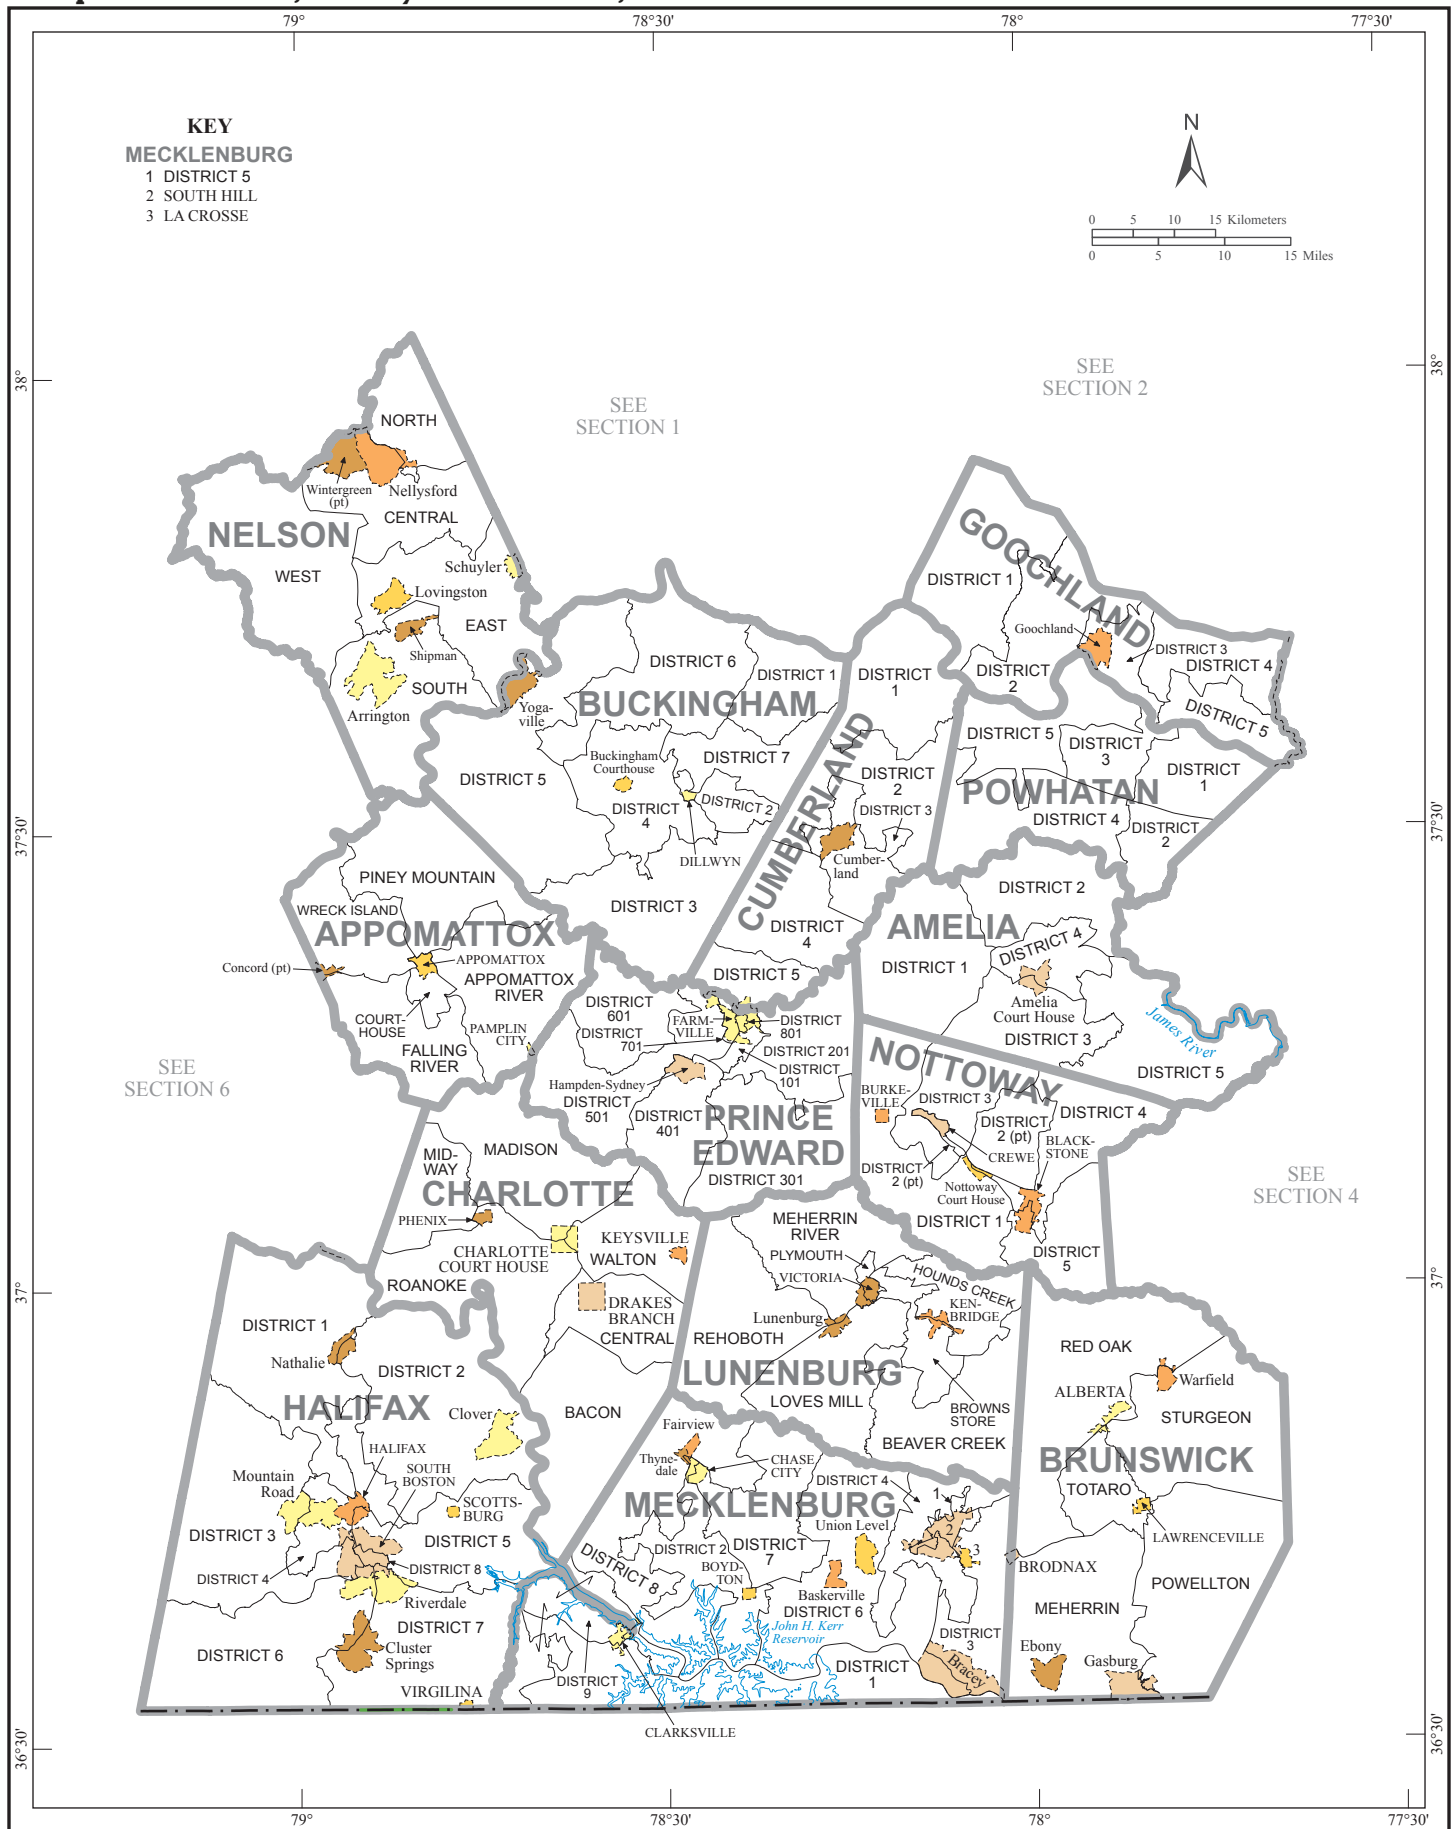 79°
78°30'
78°
77°30'
KEY
MECKLENBURG
1 DISTRICT 5
2 SOUTH HILL
3 LA CROSSE
N
0 5 10 15 Kilometers
0 5 10 15 Miles
38°
38°
SEE
SECTION 1
SEE
SECTION 2
NORTH
Wintergreen
(pt)
Nellysford
CENTRAL
NELSON
WEST
Schuyler
Lovingston
EAST
Shipman
SOUTH
Arrington
Yoga-
ville
GOOCHLAND
DISTRICT 1
Goochland
DISTRICT
2
DISTRICT 3
DISTRICT 4
DISTRICT 5
DISTRICT 6
DISTRICT 1
BUCKINGHAM
DISTRICT 7
Buckingham
Courthouse
DISTRICT 5
DISTRICT
4
DISTRICT 2
DILLWYN
DISTRICT 3
DISTRICT
1
CUMBERLAND
DISTRICT
2
DISTRICT 3
Cumber-
land
DISTRICT
4
DISTRICT 5
DISTRICT 5
DISTRICT
3
DISTRICT
1
POWHATAN
DISTRICT 4
DISTRICT
2
37°30'
37°30'
PINEY MOUNTAIN
WRECK ISLAND
APPOMATTOX
Concord (pt)
APPOMATTOX
APPOMATTOX
RIVER
COURT-
HOUSE
PAMPLIN
CITY
FALLING
RIVER
DISTRICT 2
AMELIA
DISTRICT 4
DISTRICT 1
Amelia
Court House
DISTRICT 3
James River
DISTRICT 5
SEE
SECTION 6
DISTRICT
601
FARM-
VILLE
DISTRICT
801
DISTRICT
701
DISTRICT 201
DISTRICT
101
Hampden-Sydney
DISTRICT
501
DISTRICT
401
PRINCE
EDWARD
DISTRICT 301
NOTTOWAY
BURKE-
VILLE
DISTRICT 3
DISTRICT
2 (pt)
DISTRICT 4
CREWE
BLACK-
STONE
DISTRICT
2 (pt)
Nottoway
Court House
DISTRICT 1
DISTRICT
5
SEE
SECTION 4
MADISON
MID-
WAY
CHARLOTTE
PHENIX
CHARLOTTE
COURT HOUSE
KEYSVILLE
WALTON
ROANOKE
DRAKES
BRANCH
CENTRAL
BACON
37°
37°
MEHERRIN
RIVER
PLYMOUTH
VICTORIA
HOUNDS CREEK
Lunenburg
KEN-
BRIDGE
REHOBOTH
LUNENBURG
LOVES MILL
BROWNS
STORE
BEAVER CREEK
DISTRICT 1
Nathalie
DISTRICT 2
HALIFAX
Clover
HALIFAX
SOUTH
BOSTON
Mountain
Road
SCOTTS-
BURG
DISTRICT 3
DISTRICT 5
DISTRICT 4
DISTRICT 8
Riverdale
DISTRICT 7
DISTRICT 6
Cluster
Springs
VIRGILINA
Fairview
Thyne-
dale
CHASE
CITY
MECKLENBURG
DISTRICT 4
1
2
3
Union Level
DISTRICT 2
DISTRICT
7
DISTRICT 8
BOYD-
TON
Baskerville
DISTRICT 6
John H. Kerr
Reservoir
DISTRICT
3
DISTRICT
1
Bracey
DISTRICT
9
CLARKSVILLE
RED OAK
Warfield
ALBERTA
STURGEON
BRUNSWICK
TOTARO
LAWRENCEVILLE
BRODNAX
POWELLTON
MEHERRIN
Ebony
Gasburg
36°30'
36°30'
79°
78°30'
78°
77°30'